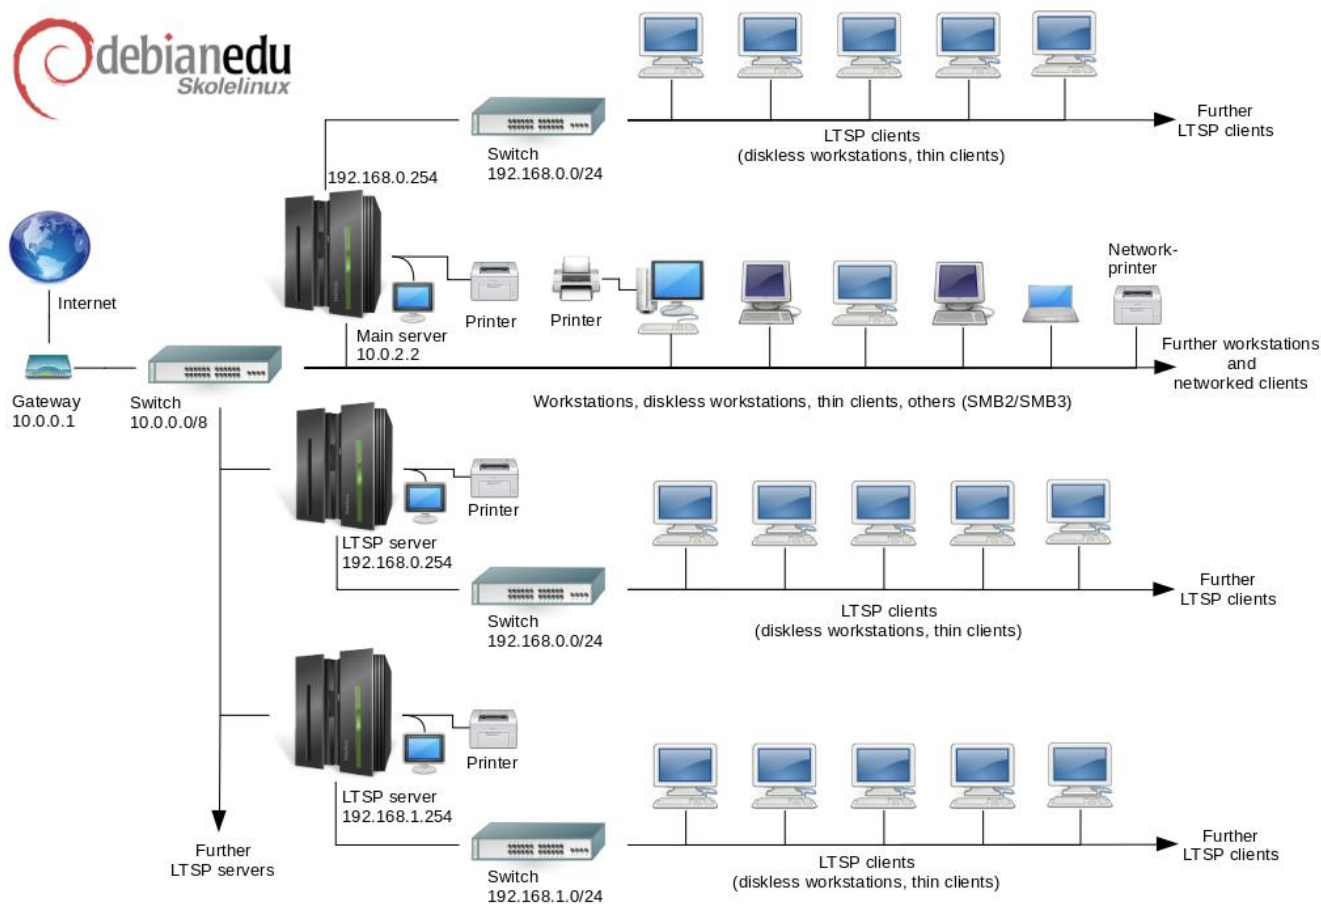 debianedu
Skolelinux
Further
LTSP clients
LTSP clients
(diskless workstations, thin clients)
Switch
192.168.0.0/24
192.168.0.254
Internet
Network-
printer
Printer
Printer
Main server
10.0.2.2
Further workstations
and
networked clients
Gateway
10.0.0.1
Switch
10.0.0.0/8
Workstations, diskless workstations, thin clients, others (SMB2/SMB3)
Printer
LTSP server
192.168.0.254
Further
LTSP clients
LTSP clients
(diskless workstations, thin clients)
Switch
192.168.0.0/24
Printer
LTSP server
192.168.1.254
Further
LTSP servers
Further
LTSP clients
LTSP clients
(diskless workstations, thin clients)
Switch
192.168.1.0/24